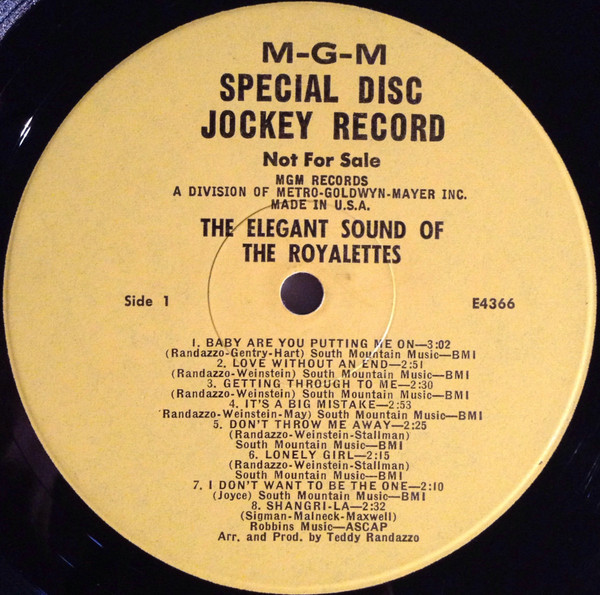 M-G-M
SPECIAL DISC
JOCKEY RECORD
Not For Sale
MGM RECORDS
A DIVISION OF METRO-GOLDWYN-MAYER INC.
MADE IN U.S.A.
THE ELEGANT SOUND OF
THE ROYALETTES
Side 1 E4366
1. BABY ARE YOU PUTTING ME ON—3:02
(Randazzo-Gentry-Hart) South Mountain Music—BMI
2. LOVE WITHOUT AN END—2:51
(Randazzo-Weinstein) South Mountain Music—BMI
3. GETTING THROUGH TO ME—2:30
(Randazzo-Weinstein) South Mountain Music—BMI
4. IT'S A BIG MISTAKE—2:53
(Randazzo-Weinstein-May) South Mountain Music—BMI
5. DON'T THROW ME AWAY—2:25
(Randazzo-Weinstein-Stallman)
South Mountain Music—BMI
6. LONELY GIRL—2:15
(Randazzo-Weinstein-Stallman)
South Mountain Music—BMI
7. I DON'T WANT TO BE THE ONE—2:10
(Joyce) South Mountain Music—BMI
8. SHANGRI-LA—2:32
(Sigman-Malneck-Maxwell)
Robbins Music—ASCAP
Arr. and Prod. by Teddy Randazzo